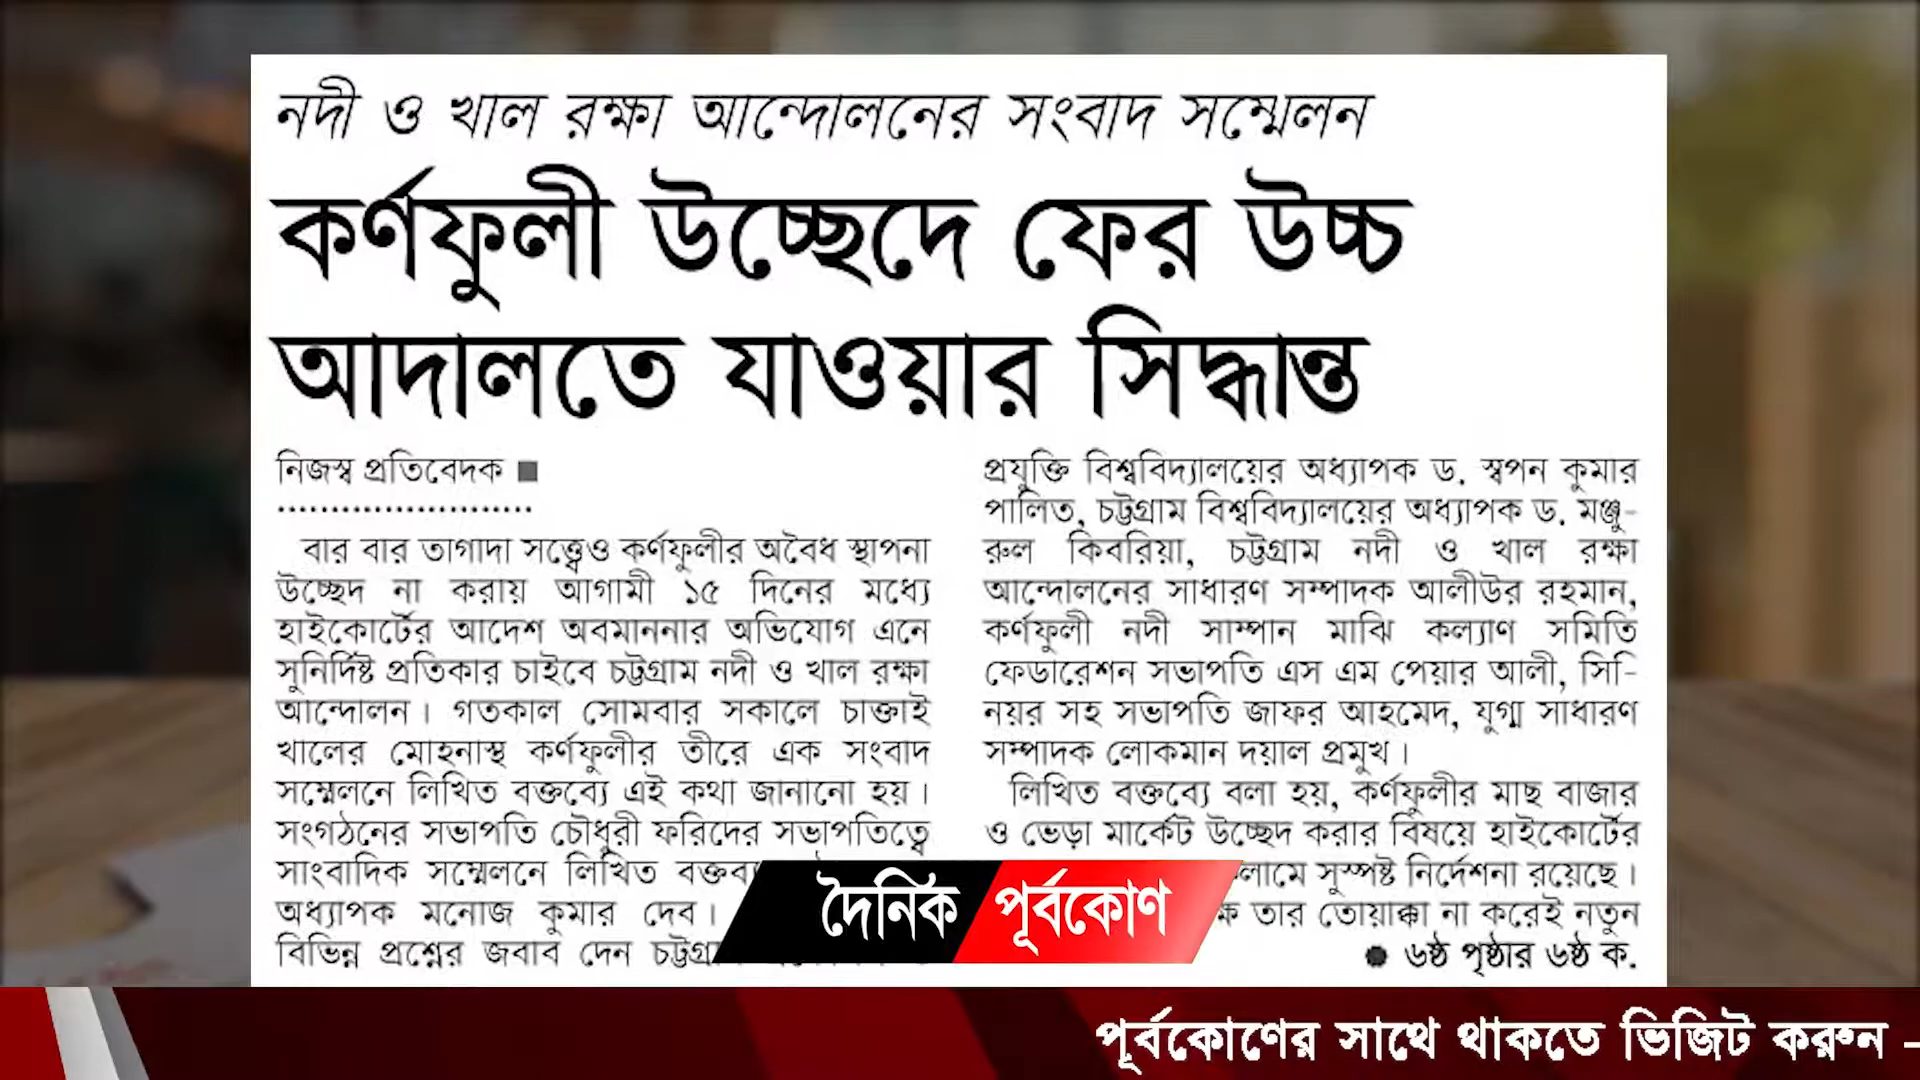 নদী ও খাল রক্ষা আন্দোলনের সংবাদ সম্মেলন
কর্ণফুলী উচ্ছেদে ফের উচ্চ
আদালতে যাওয়ার সিদ্ধান্ত
নিজস্ব প্রতিবেদক ■
বার বার তাগাদা সত্ত্বেও কর্ণফুলীর অবৈধ স্থাপনা
উচ্ছেদ না করায় আগামী ১৫ দিনের মধ্যে
হাইকোর্টের আদেশ অবমাননার অভিযোগ এনে
সুনির্দিষ্ট প্রতিকার চাইবে চট্টগ্রাম নদী ও খাল রক্ষা
আন্দোলন। গতকাল সোমবার সকালে চাক্তাই
খালের মোহনাস্থ কর্ণফুলীর তীরে এক সংবাদ
সম্মেলনে লিখিত বক্তব্যে এই কথা জানানো হয়।
সংগঠনের সভাপতি চৌধুরী ফরিদের সভাপতিত্বে
সাংবাদিক সম্মেলনে লিখিত
অধ্যাপক মনোজ কুমার দেব।
বিভিন্ন প্রশ্নের জবাব দেন
প্রযুক্তি বিশ্ববিদ্যালয়ের অধ্যাপক ড. স্বপন কুমার
পালিত, চট্টগ্রাম বিশ্ববিদ্যালয়ের অধ্যাপক ড. মঞ্জু-
রুল কিবরিয়া, চট্টগ্রাম নদী ও খাল রক্ষা
আন্দোলনের সাধারণ সম্পাদক আলীউর রহমান,
কর্ণফুলী নদী সাম্পান মাঝি কল্যাণ সমিতি
ফেডারেশন সভাপতি এস এম পেয়ার আলী, সি-
নিয়র সহ সভাপতি জাফর আহমেদ, যুগ্ম সাধারণ
সম্পাদক লোকমান দয়াল প্রমুখ।
লিখিত বক্তব্যে বলা হয়, কর্ণফুলীর মাছ বাজার
ও ভেড়া মার্কেট উচ্ছেদ করার বিষয়ে হাইকোর্টের
সুস্পষ্ট নির্দেশনা রয়েছে।
তার তোয়াক্কা না করেই নতুন
● ৬ষ্ঠ পৃষ্ঠার ৬ষ্ঠ ক.
দৈনিক পূর্বকোণ
পূর্বকোণের সাথে থাকতে ভিজিট করুন -